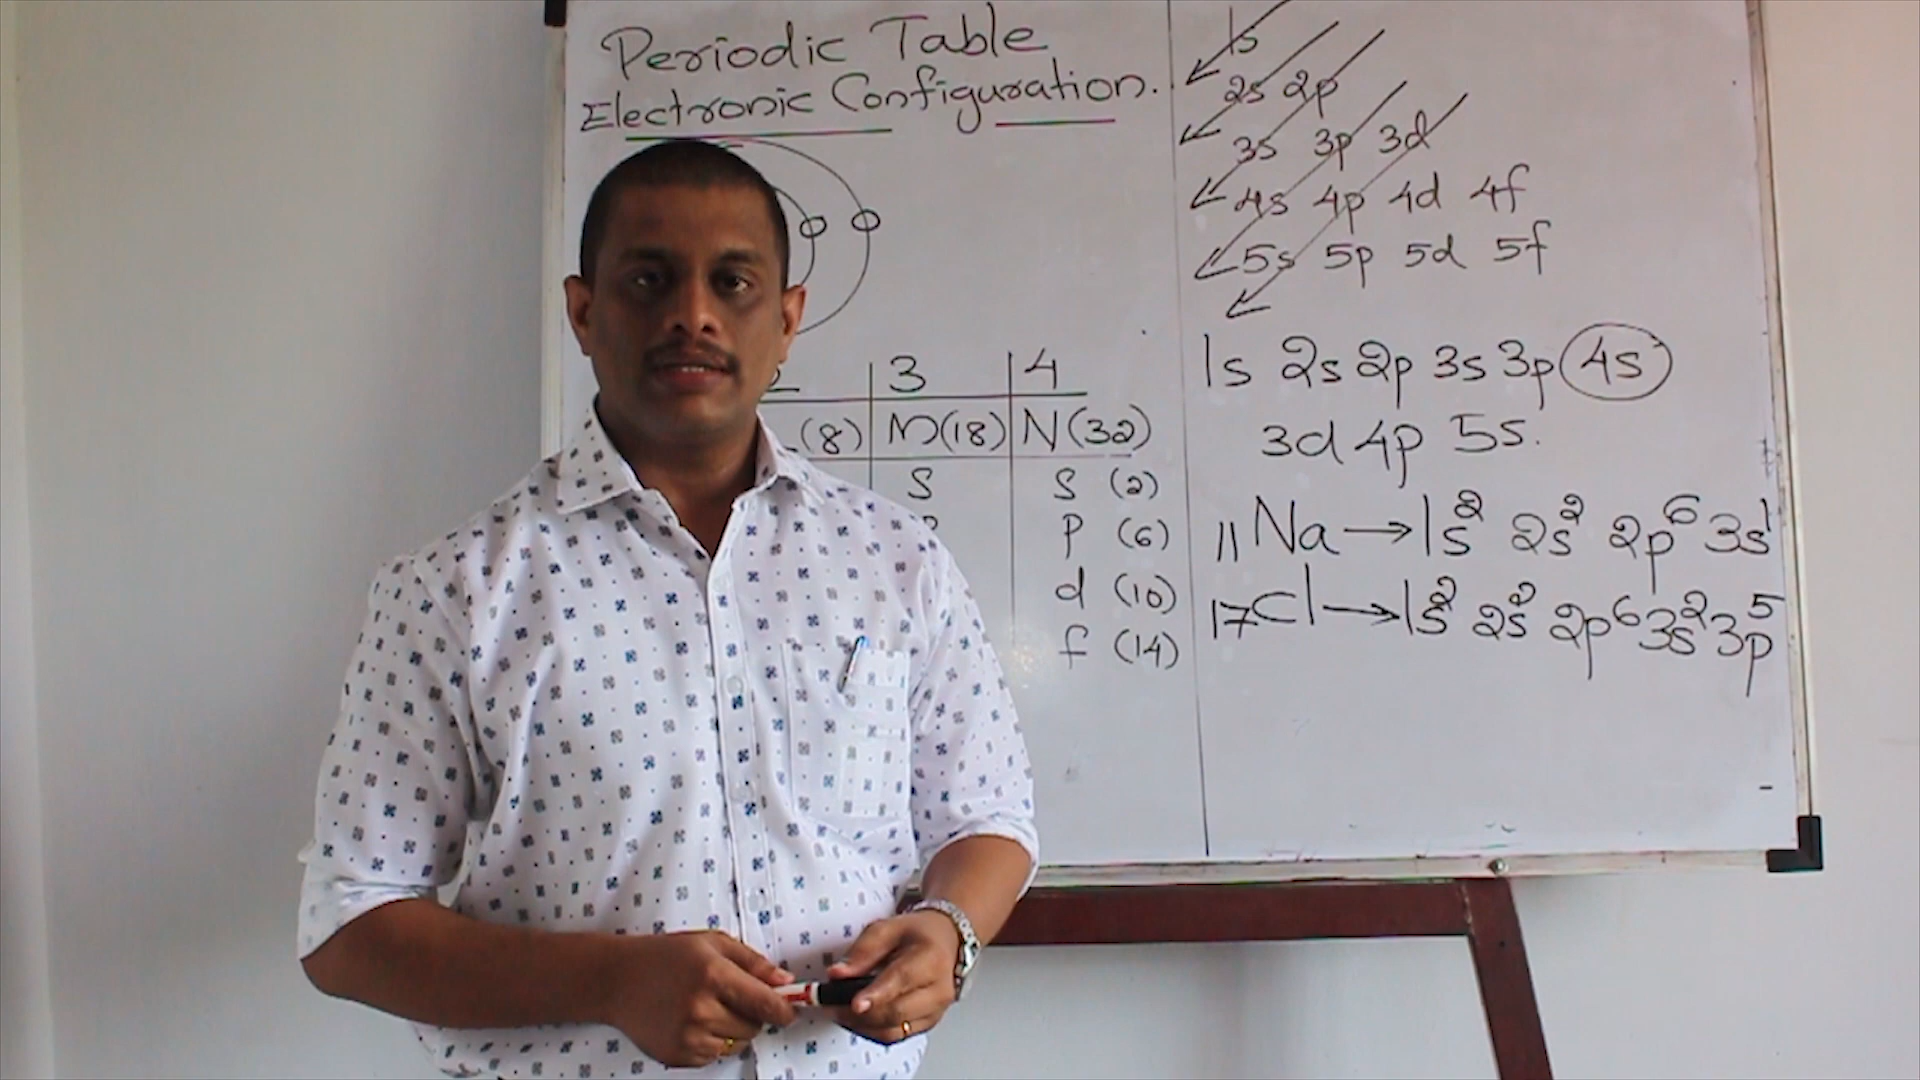 Periodic Table
Electronic Configuration.
3 4
(8) M(18) N(32)
S S (2)
P (6)
d (10)
f (14)
1s
2s 2p
3s 3p 3d
4s 4p 4d 4f
5s 5p 5d 5f
1s 2s 2p 3s 3p 4s
3d 4p 5s.
₁₁Na → 1s² 2s² 2p⁶ 3s¹
₁₇Cl → 1s² 2s² 2p⁶ 3s² 3p⁵